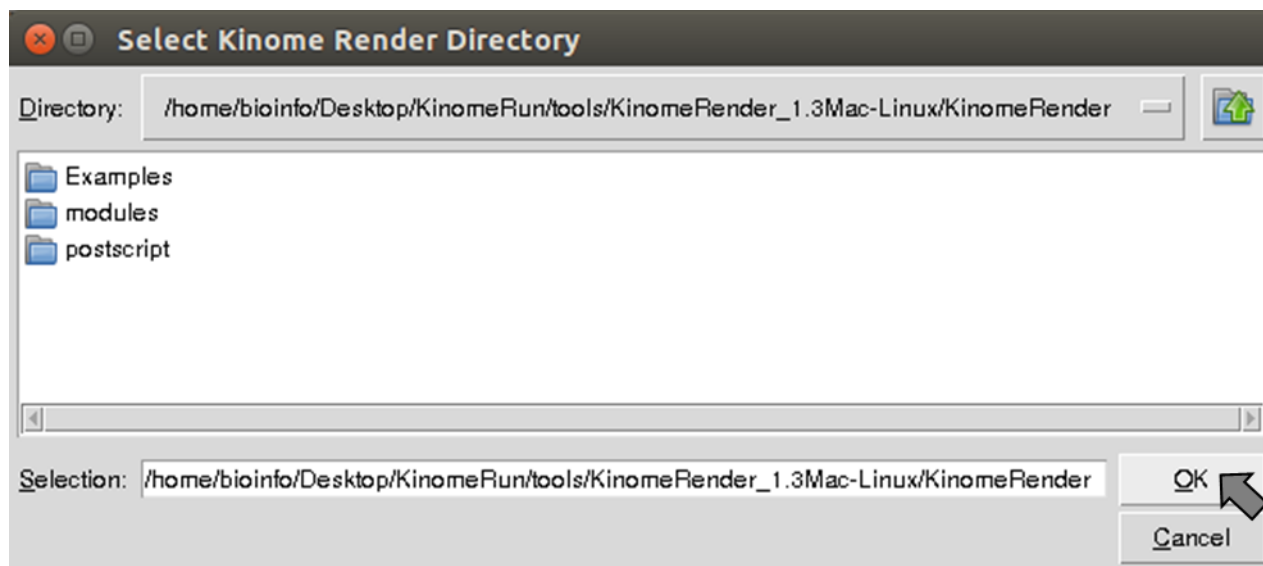 Select Kinome Render Directory
Directory: /home/bioinfo/Desktop/KinomeRun/tools/KinomeRender_1.3Mac-Linux/KinomeRender
Examples
modules
postscript
Selection: /home/bioinfo/Desktop/KinomeRun/tools/KinomeRender_1.3Mac-Linux/KinomeRender OK
Cancel